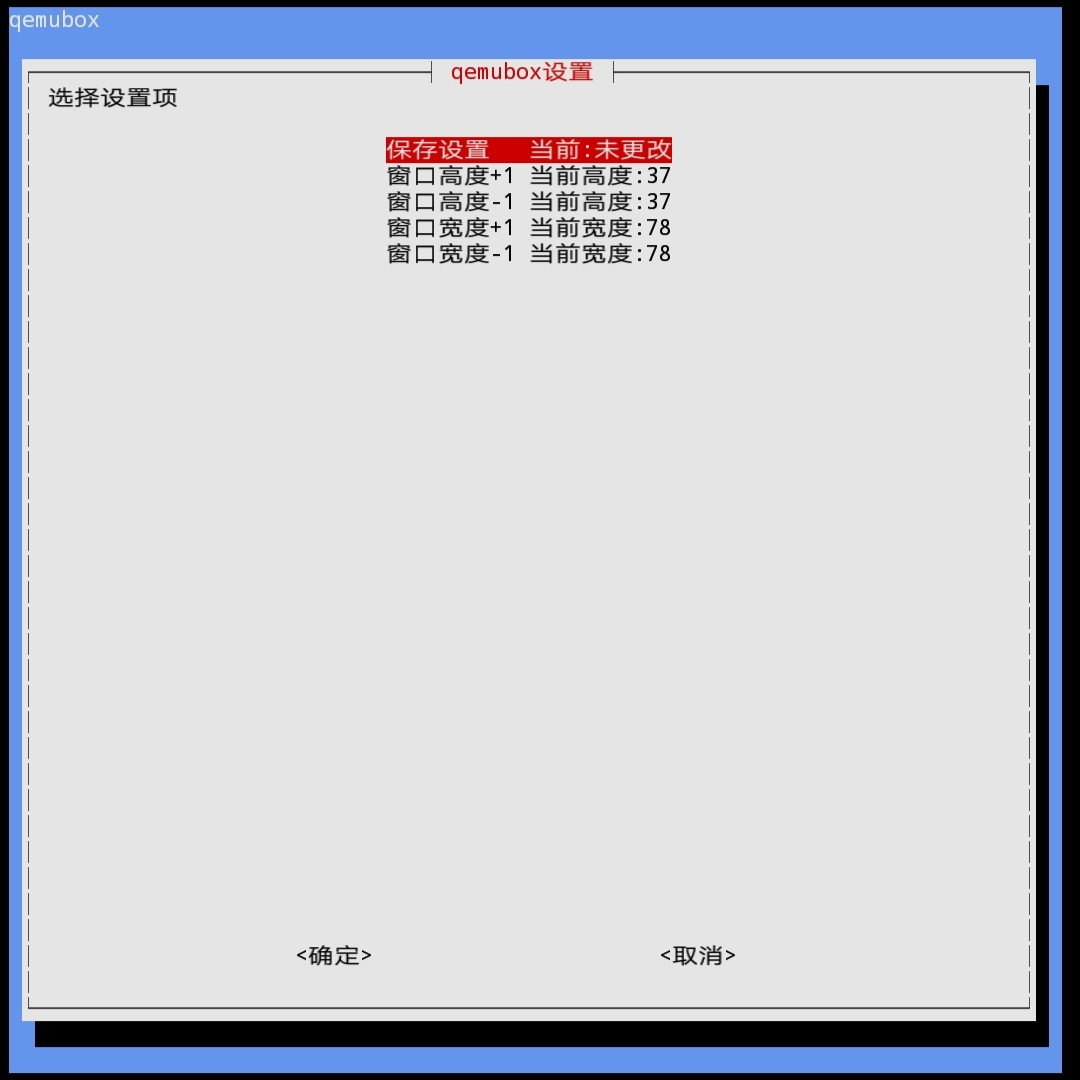 qemubox
qemubox设置
选择设置项
保存设置 当前:未更改
窗口高度+1 当前高度:37
窗口高度-1 当前高度:37
窗口宽度+1 当前宽度:78
窗口宽度-1 当前宽度:78
<确定> <取消>